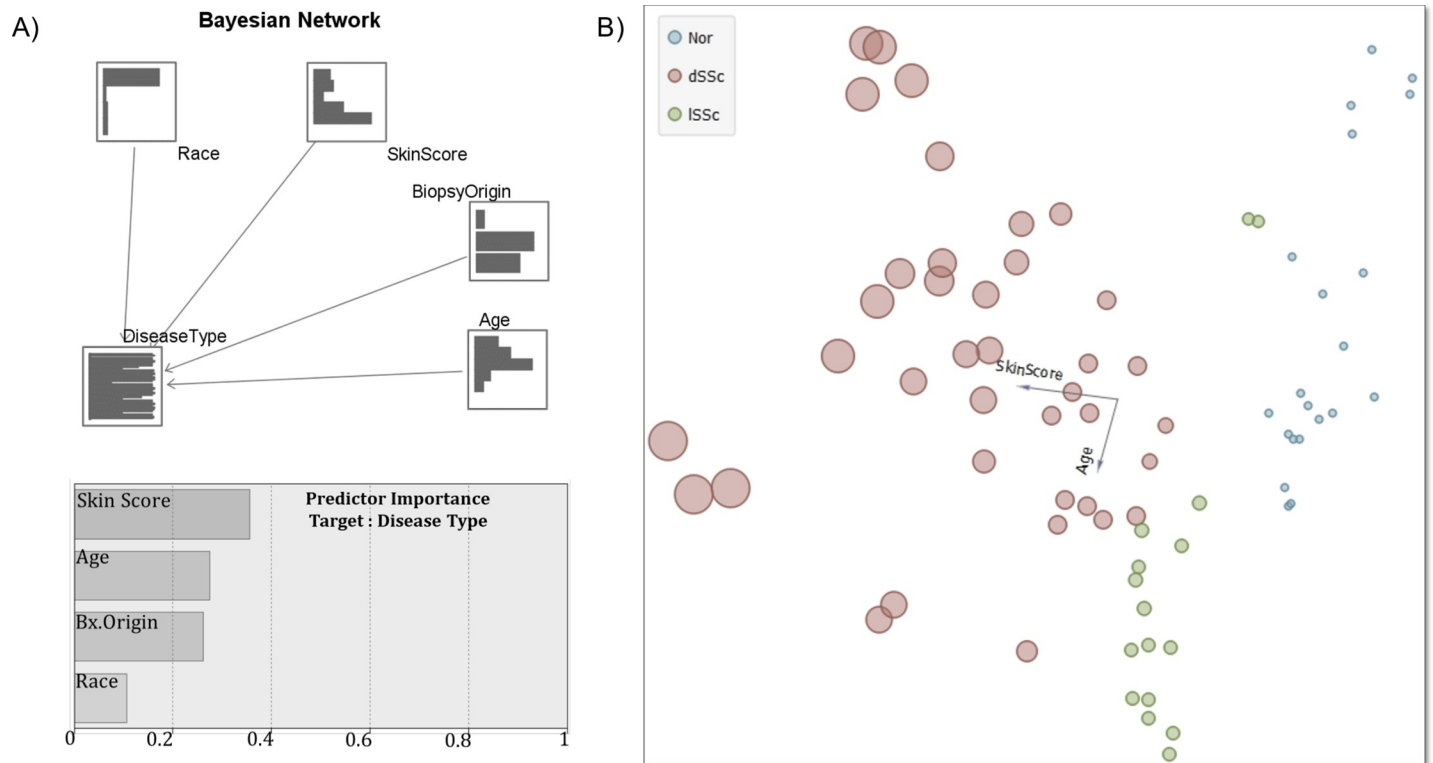 A)
Bayesian Network
Race
SkinScore
BiopsyOrigin
DiseaseType
Age
Predictor Importance
Target : Disease Type
Skin Score
Age
Bx.Origin
Race
0 0.2 0.4 0.6 0.8 1
B)
Nor
dSSc
lSSc
SkinScore
Age